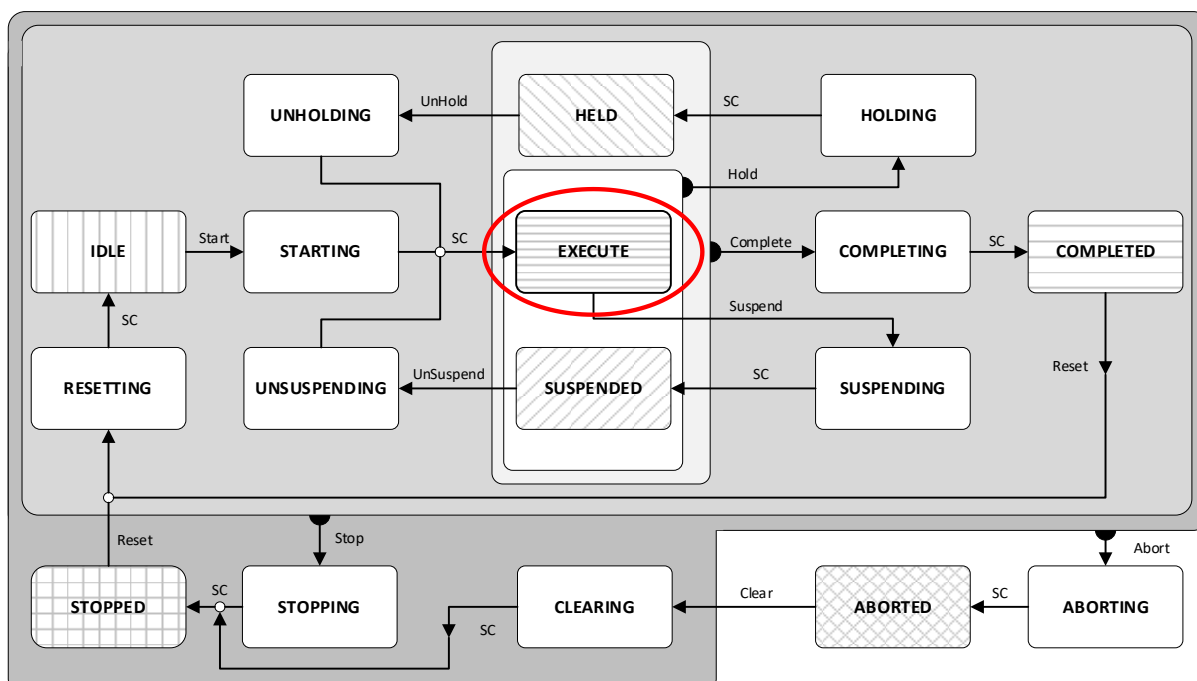 UnHold
SC
UNHOLDING
HELD
HOLDING
Hold
IDLE
Start
STARTING
SC
EXECUTE
Complete
COMPLETING
SC
COMPLETED
SC
Suspend
RESETTING
UNSUSPENDING
UnSuspend
SUSPENDED
SC
SUSPENDING
Reset
Reset
Stop
Abort
STOPPED
SC
STOPPING
CLEARING
SC
Clear
ABORTED
SC
ABORTING